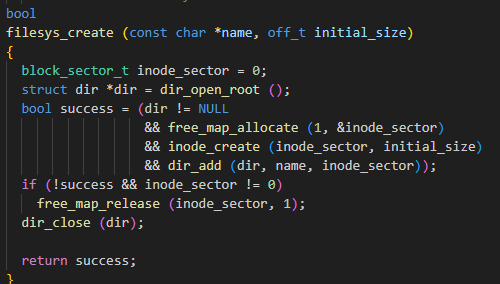 bool
filesys_create (const char *name, off_t initial_size)
{
  block_sector_t inode_sector = 0;
  struct dir *dir = dir_open_root ();
  bool success = (dir != NULL
                  && free_map_allocate (1, &inode_sector)
                  && inode_create (inode_sector, initial_size)
                  && dir_add (dir, name, inode_sector));
  if (!success && inode_sector != 0)
    free_map_release (inode_sector, 1);
  dir_close (dir);

  return success;
}